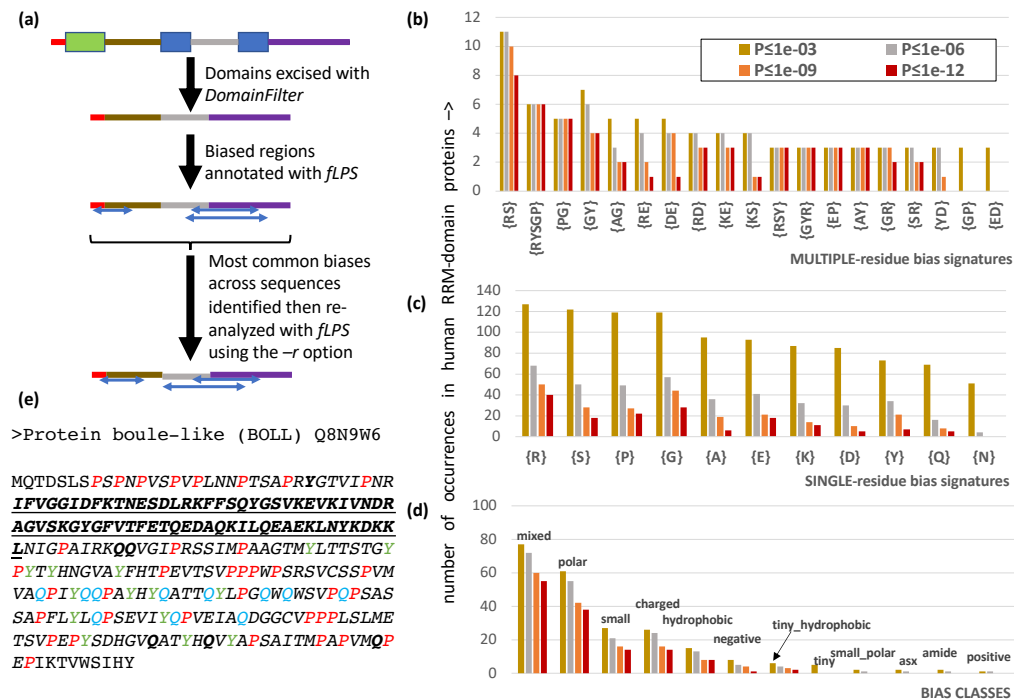 (a)
Domains excised with
DomainFilter
Biased regions
annotated with fLPS
Most common biases
across sequences
identified then re-
analyzed with fLPS
using the –r option
(e)
>Protein boule-like (BOLL) Q8N9W6
MQTDSLSPSPNPVSPVPLNNPTSAPRYGTVIPNR
IFVGGIDFKTNESDLRKFFSQYGSVKEVKIVNDR
AGVSKGYGFVTFETQEDAQKILQEAEKLNYKDKK
LNIGPAIRKQQVGIPRSSIMPAAGTMYLTTSTGY
PYTYHNGVAYFHTPEVTSVPPPWPSRSVCSSPVM
VAQPIYQQPAYHYQATTQYLPGQWQWSVPQPSAS
SAPFLYLQPSEVIYQPVEIAQDGGCVPPPLSLME
TSVPEPYSDHGVQATYHQVYAPSAITMPAPVMQP
EPIKTVWSIHY
number of occurrences in human RRM-domain proteins –>
(b)
12
10
8
6
4
2
0
P≤1e-03
P≤1e-06
P≤1e-09
P≤1e-12
{RS}
{RYSGP}
{PG}
{GY}
{AG}
{RE}
{DE}
{RD}
{KE}
{KS}
{RSY}
{GYR}
{EP}
{AY}
{GR}
{SR}
{YD}
{GP}
{ED}
MULTIPLE-residue bias signatures
(c)
140
120
100
80
60
40
20
0
{R}
{S}
{P}
{G}
{A}
{E}
{K}
{D}
{Y}
{Q}
{N}
SINGLE-residue bias signatures
(d)
80
60
40
20
0
mixed
polar
small
charged
hydrophobic
negative
tiny_hydrophobic
tiny
small_polar
asx
amide
positive
BIAS CLASSES